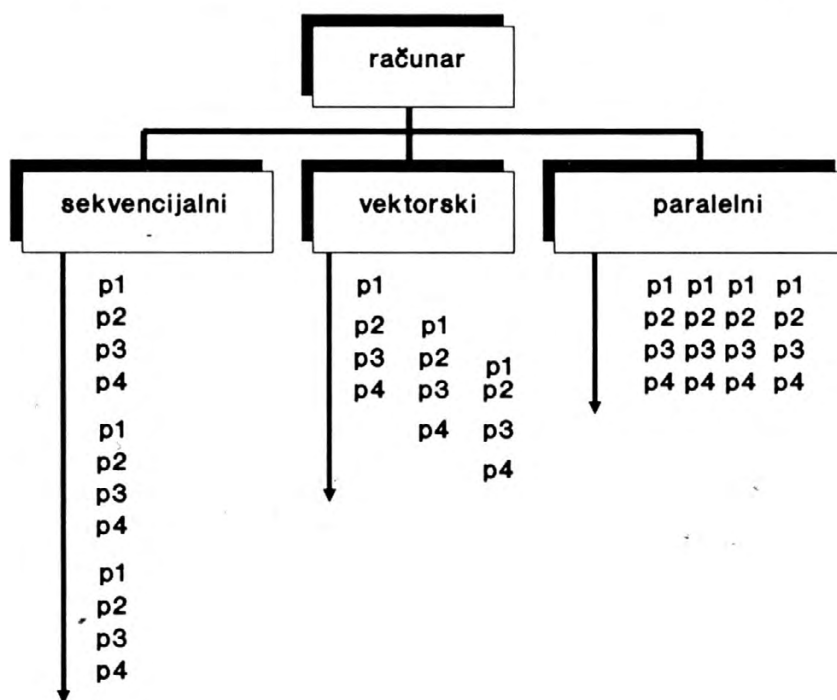 računar
sekvencijalni
p1
p2
p3
p4
p1
p2
p3
p4
p1
p2
p3
p4
vektorski
p1
p2 p1
p3 p2 p1
p4 p3 p2
p4 p3
p4
paralelni
p1 p1 p1 p1
p2 p2 p2 p2
p3 p3 p3 p3
p4 p4 p4 p4